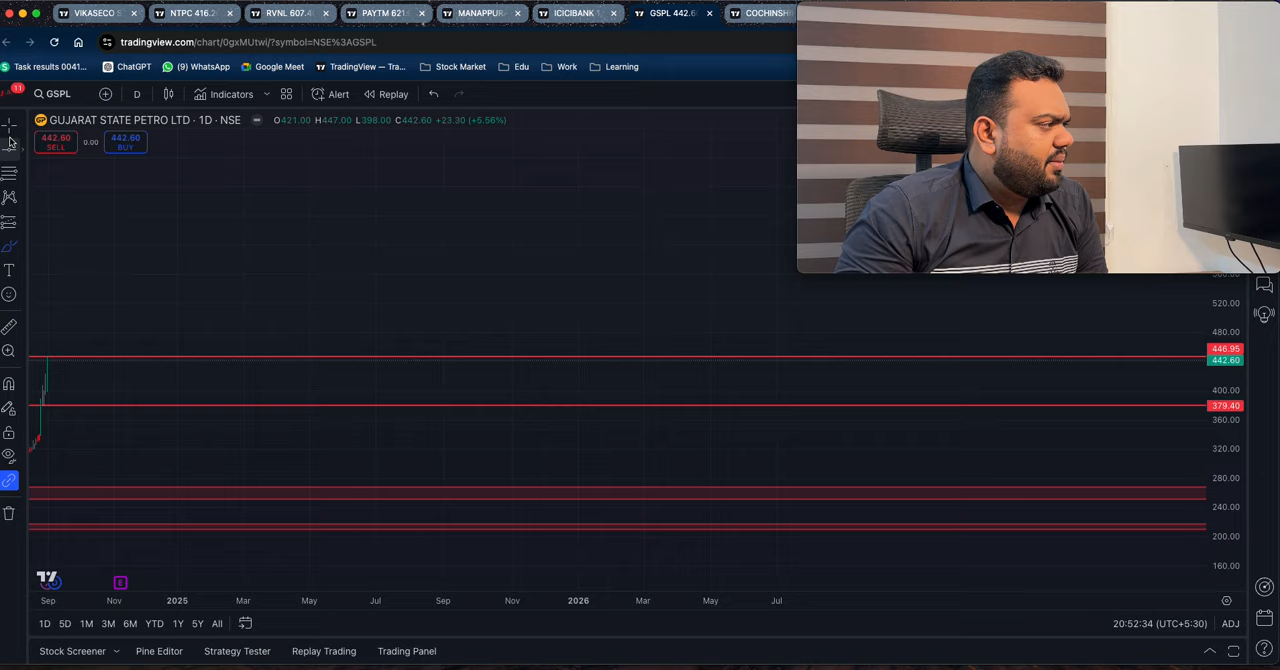 VIKASECO S
NTPC 416.2
RVNL 607.4
PAYTM 621
MANAPPUR
ICICIBANK
GSPL 442.6
COCHINSH
tradingview.com/chart/0gxMUtwl/?symbol=NSE%3AGSPL
Task results 0041...
ChatGPT
(9) WhatsApp
Google Meet
TradingView — Tra...
Stock Market
Edu
Work
Learning
11
GSPL
D
Indicators
Alert
Replay
GUJARAT STATE PETRO LTD · 1D · NSE
O421.00 H447.00 L398.00 C442.60 +23.30 (+5.56%)
442.60
SELL
0.00
442.60
BUY
520.00
480.00
446.95
442.60
400.00
379.40
360.00
320.00
280.00
240.00
200.00
160.00
E
Sep
Nov
2025
Mar
May
Jul
Sep
Nov
2026
Mar
May
Jul
1D
5D
1M
3M
6M
YTD
1Y
5Y
All
20:52:34 (UTC+5:30)
ADJ
Stock Screener
Pine Editor
Strategy Tester
Replay Trading
Trading Panel